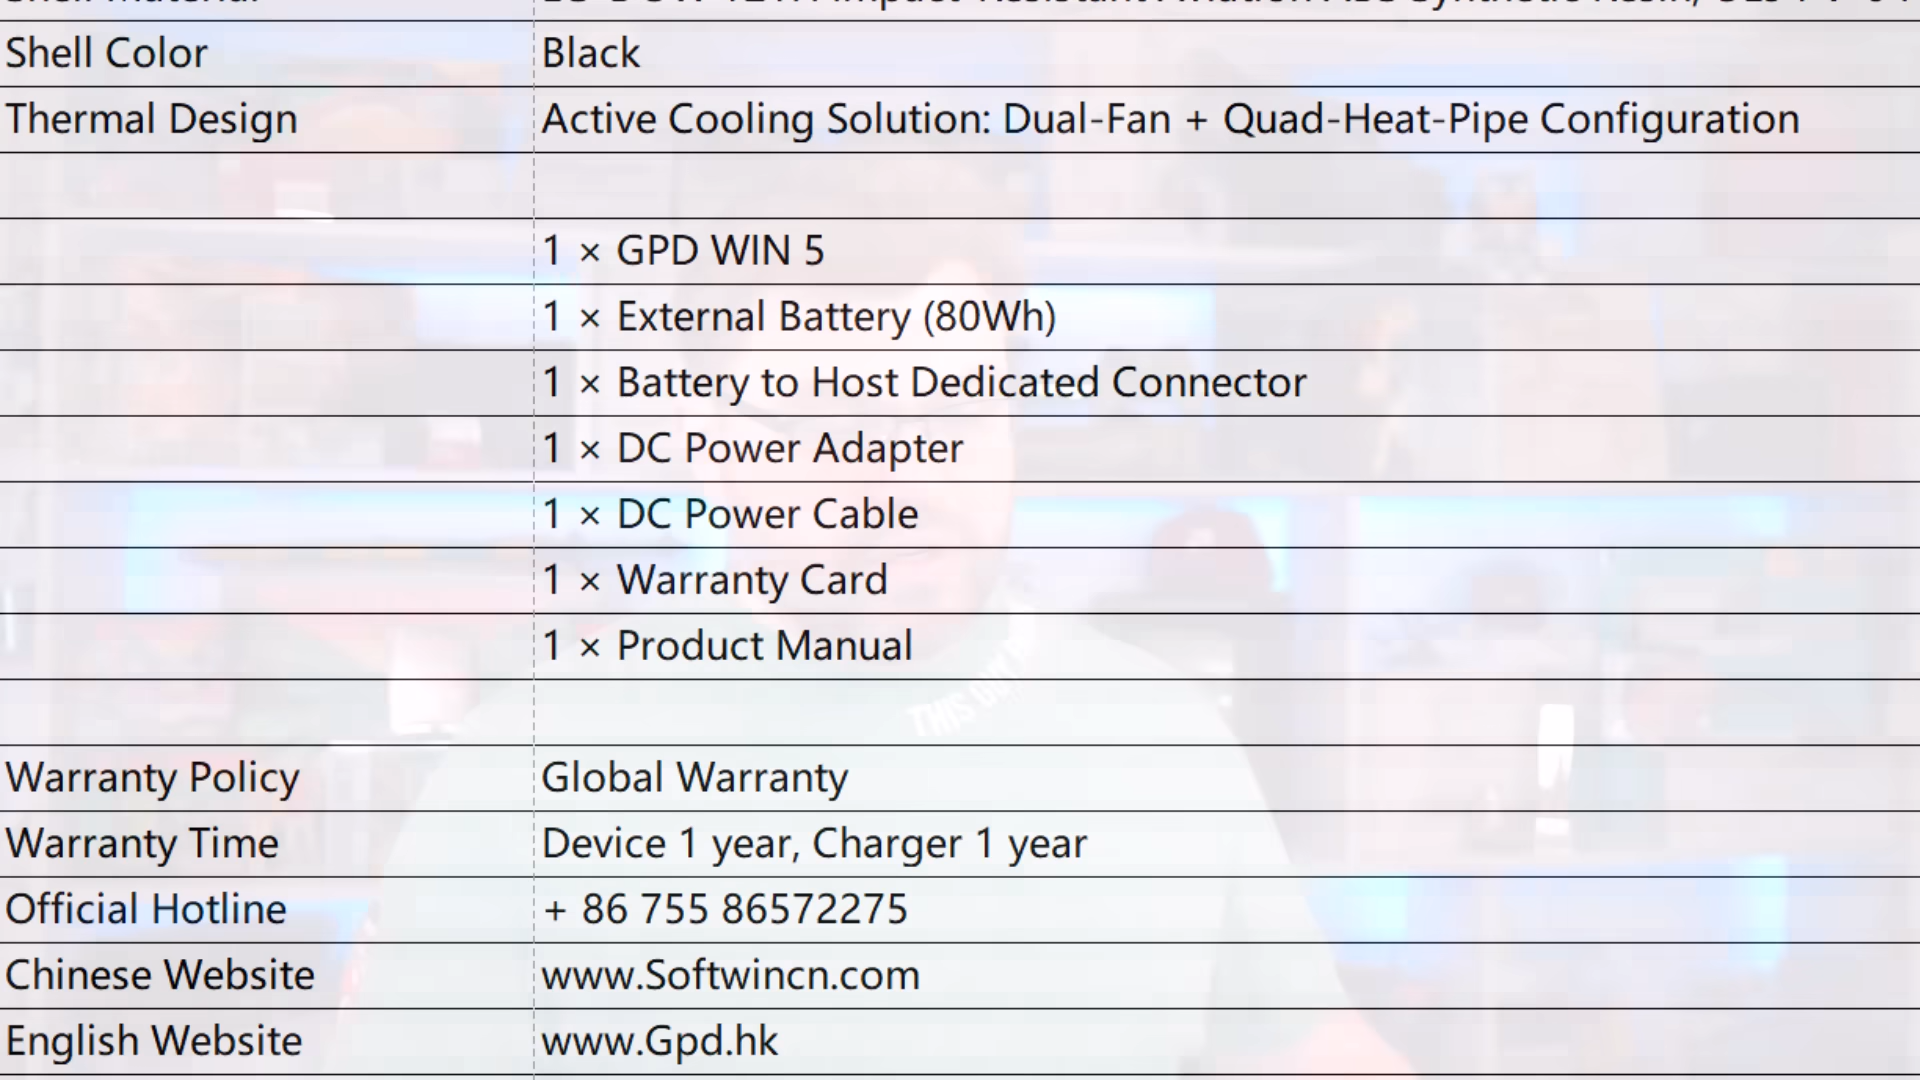 Shell Material
Shell Color Black
Thermal Design Active Cooling Solution: Dual-Fan + Quad-Heat-Pipe Configuration
1 × GPD WIN 5
1 × External Battery (80Wh)
1 × Battery to Host Dedicated Connector
1 × DC Power Adapter
1 × DC Power Cable
1 × Warranty Card
1 × Product Manual
THIS
Warranty Policy Global Warranty
Warranty Time Device 1 year, Charger 1 year
Official Hotline + 86 755 86572275
Chinese Website www.Softwincn.com
English Website www.Gpd.hk